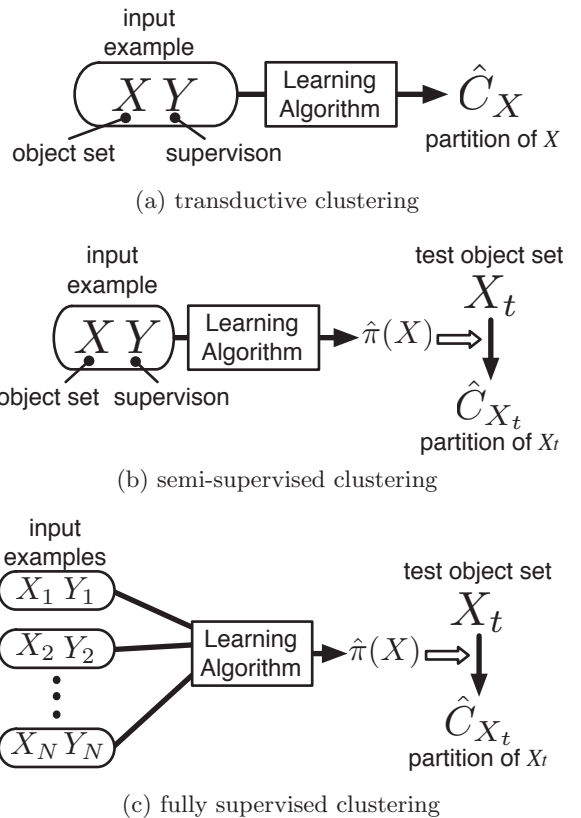 input
example
X Y
object set
supervison
Learning
Algorithm
Ĉ_X
partition of X
(a) transductive clustering
input
example
X Y
object set
supervison
Learning
Algorithm
π̂(X)
test object set
X_t
Ĉ_{X_t}
partition of X_t
(b) semi-supervised clustering
input
examples
X_1 Y_1
X_2 Y_2
X_N Y_N
Learning
Algorithm
π̂(X)
test object set
X_t
Ĉ_{X_t}
partition of X_t
(c) fully supervised clustering